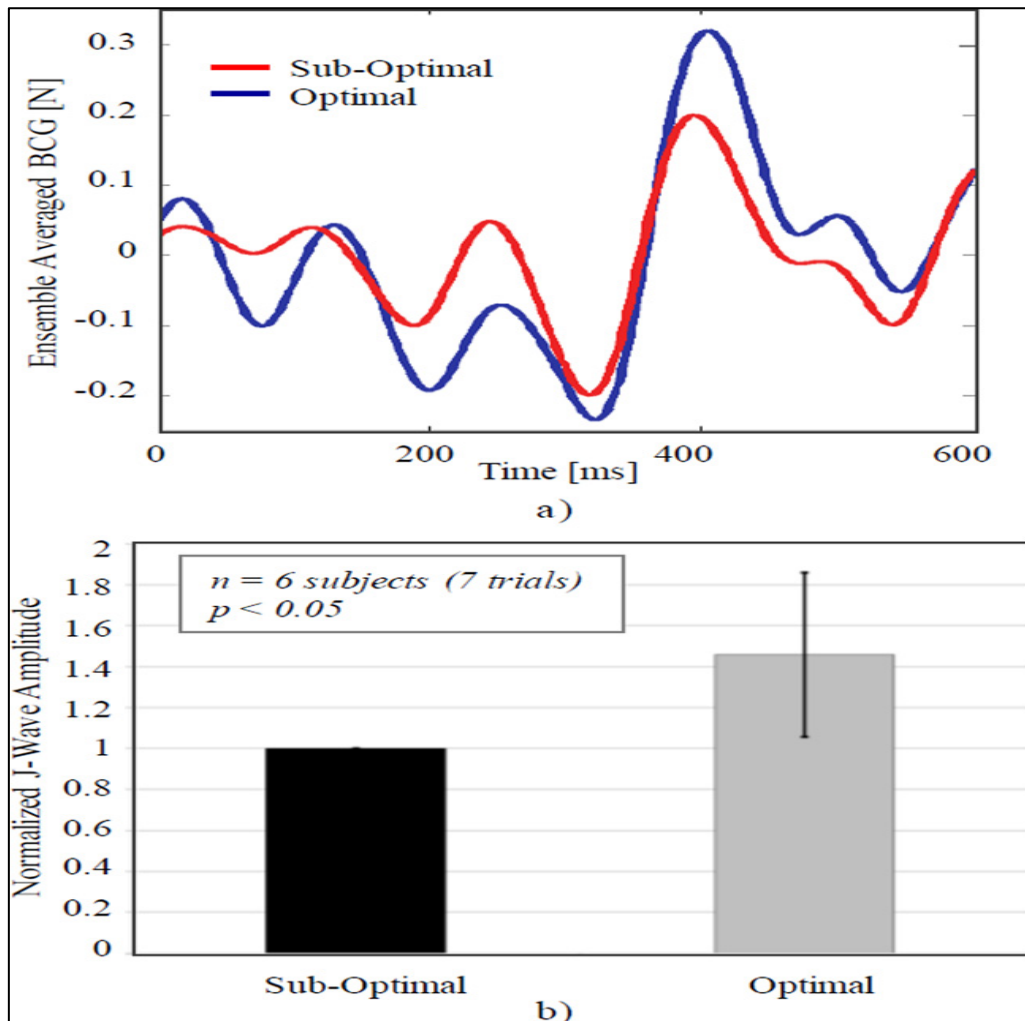 Ensemble Averaged BCG [N]
0.3
0.2
0.1
0
-0.1
-0.2
Sub-Optimal
Optimal
0
200
400
600
Time [ms]
a)
Normalized J-Wave Amplitude
2
1.8
1.6
1.4
1.2
1
0.8
0.6
0.4
0.2
0
n = 6 subjects (7 trials)
p < 0.05
Sub-Optimal
Optimal
b)